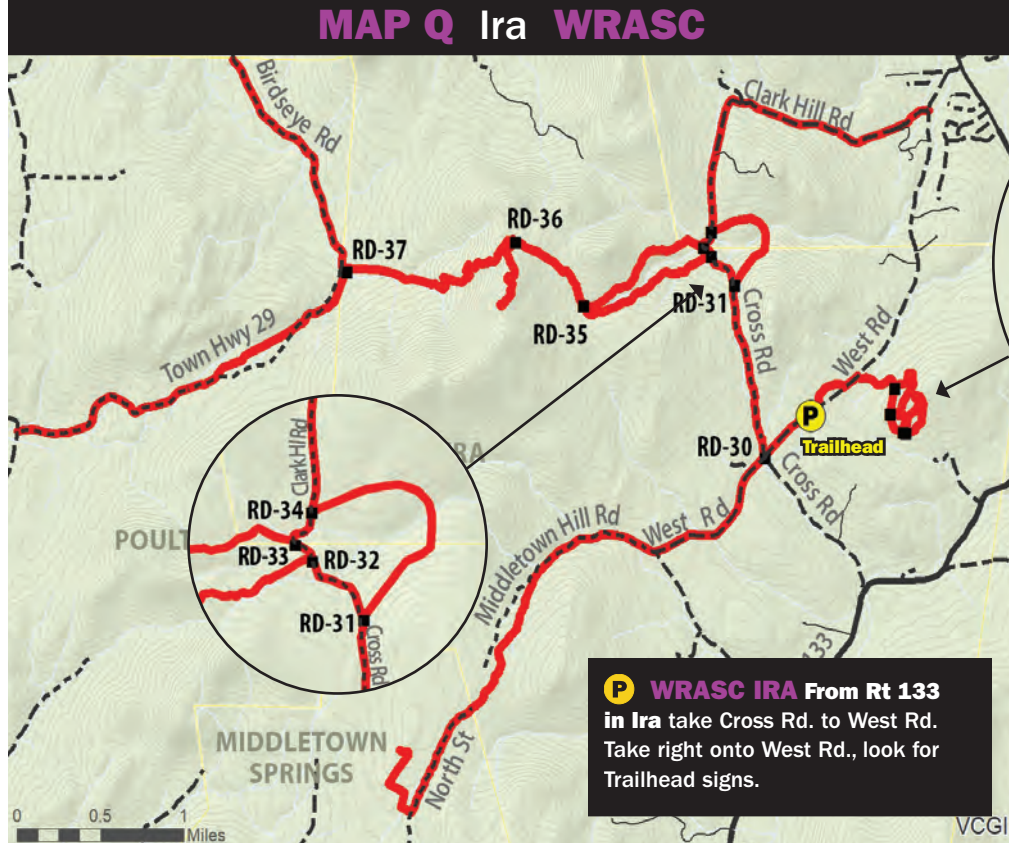 MAP Q Ira WRASC
Birdseye Rd
Clark Hill Rd
RD-36
RD-37
RD-31
RD-35
Cross Rd
Town Hwy 29
West Rd
P
Trailhead
RD-30
Cross Rd
RA
ClarkHlRd
RD-34
POULT
RD-33
RD-32
RD-31
Cross Rd
Middletown Hill Rd
West Rd
133
MIDDLETOWN
SPRINGS
North St
P WRASC IRA From Rt 133
in Ira take Cross Rd. to West Rd.
Take right onto West Rd., look for
Trailhead signs.
0 0.5 1
Miles
VCGI